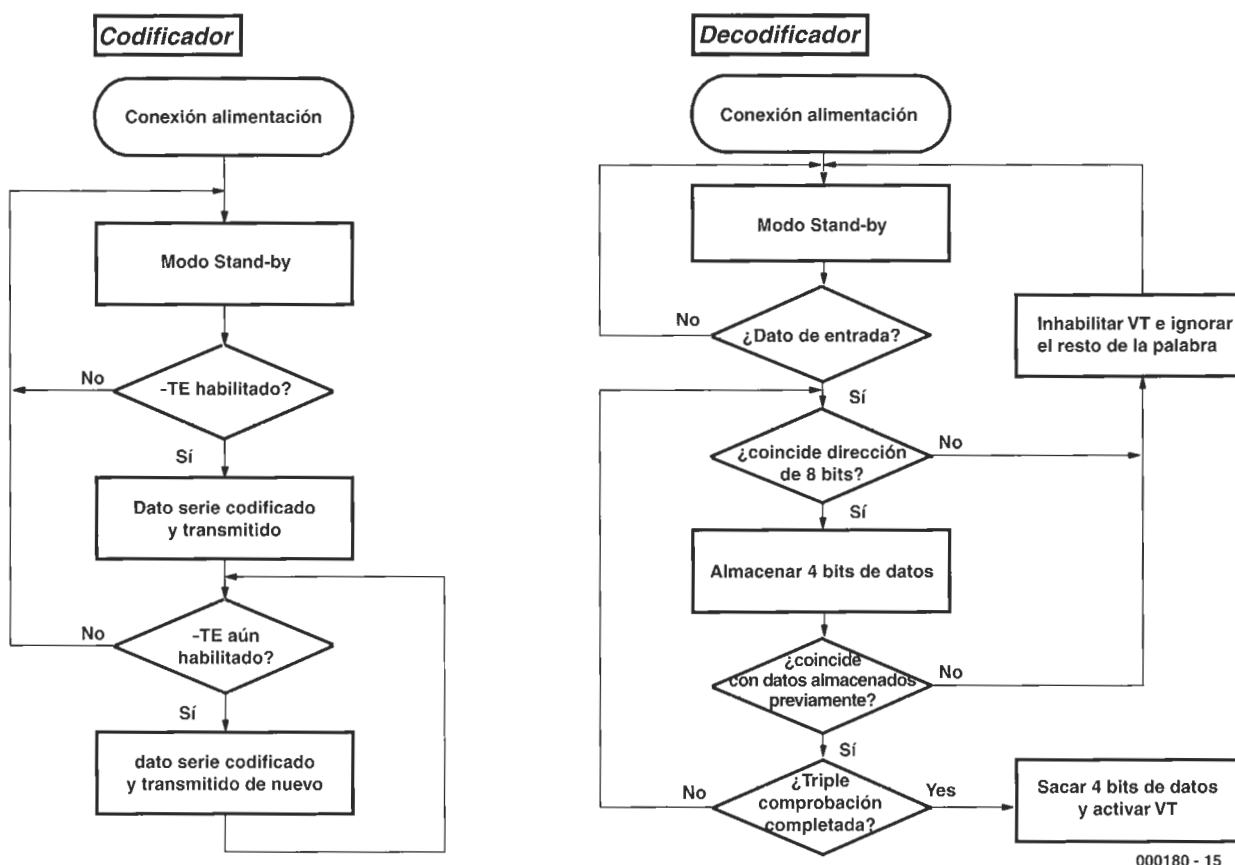 Codificador
Conexión alimentación
Modo Stand-by
No
-TE habilitado?
Sí
Dato serie codificado
y transmitido
No
-TE aún
habilitado?
Sí
dato serie codificado
y transmitido de nuevo
Decodificador
Conexión alimentación
Modo Stand-by
No
¿Dato de entrada?
Inhabilitar VT e ignorar
el resto de la palabra
Sí
¿coincide dirección
de 8 bits?
No
Sí
Almacenar 4 bits de datos
¿coincide
con datos almacenados
previamente?
No
Sí
No
¿Triple
comprobación
completada?
Yes
Sacar 4 bits de datos
y activar VT
000180 - 15